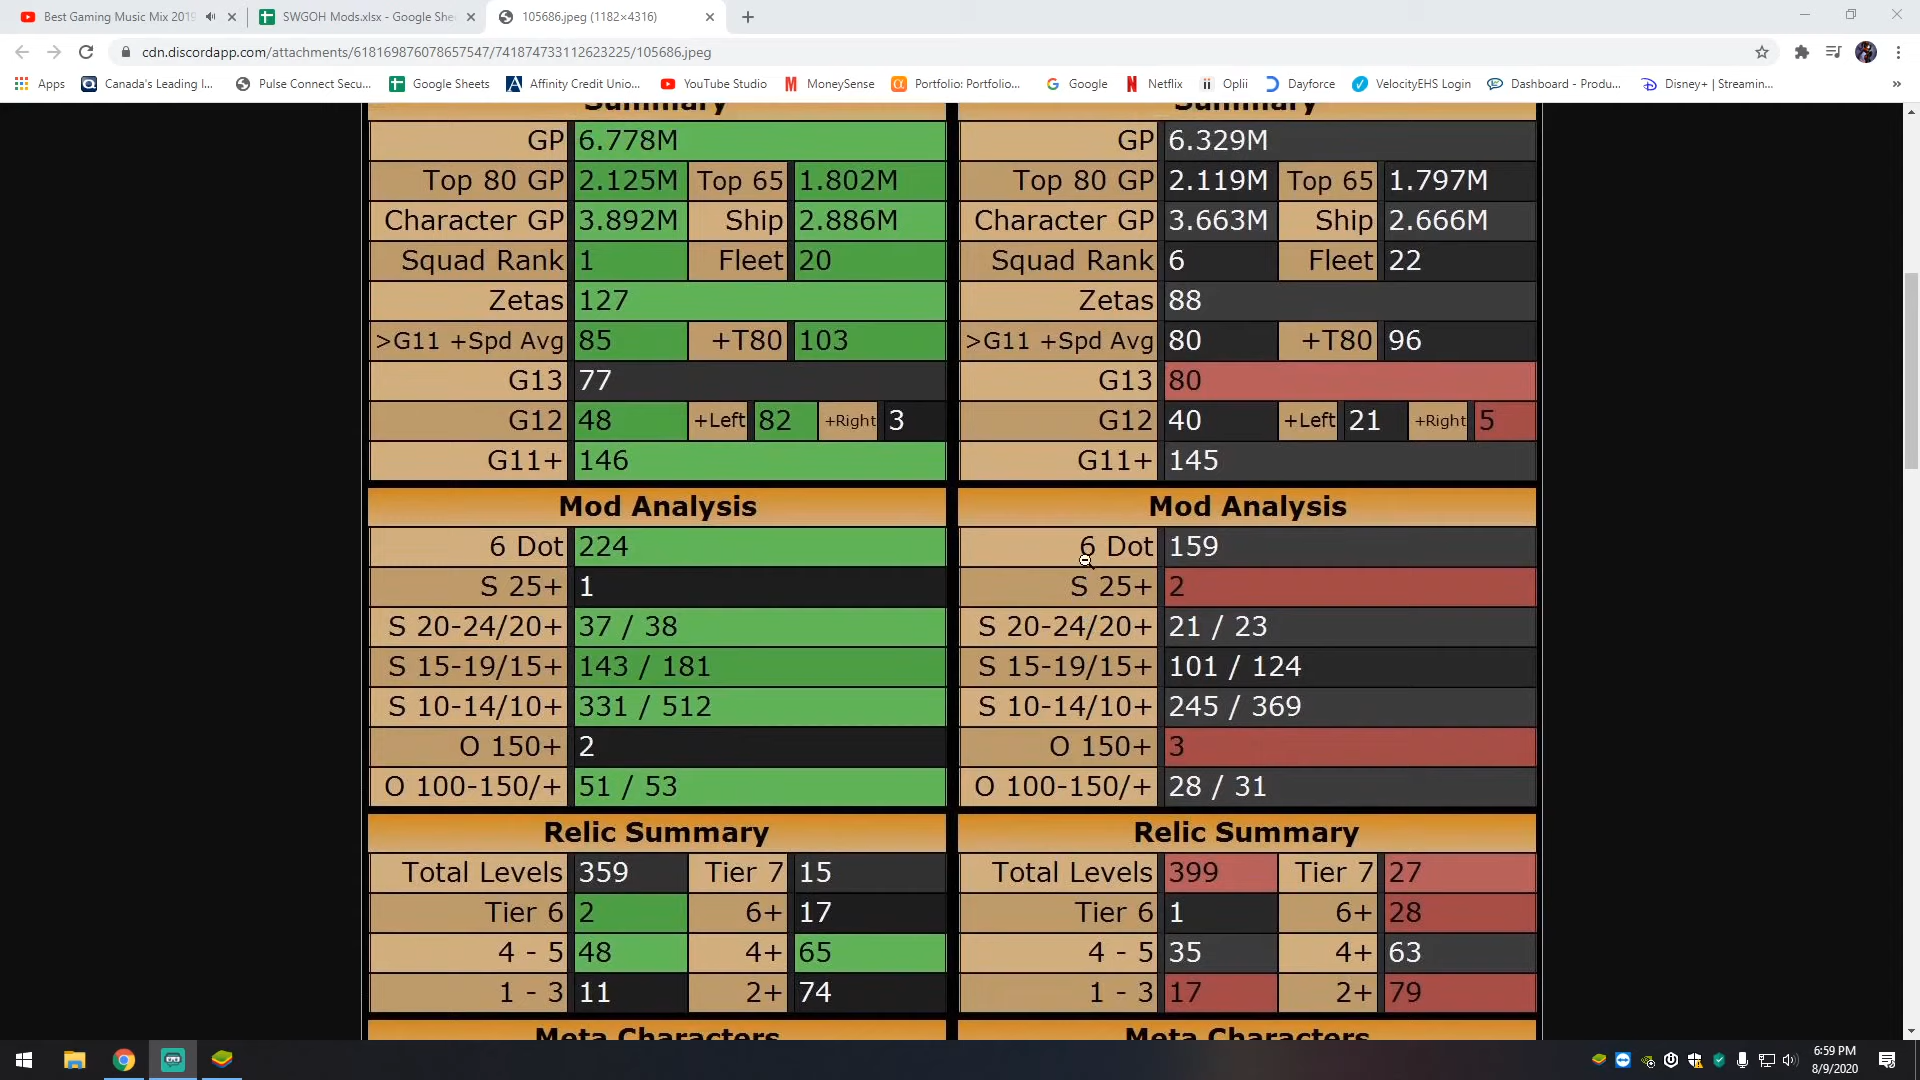 Best Gaming Music Mix 2019
SWGOH Mods.xlsx - Google She
105686.jpeg (1182×4316)
cdn.discordapp.com/attachments/618169876078657547/741874733112623225/105686.jpeg
Apps Canada's Leading I... Pulse Connect Secu... Google Sheets Affinity Credit Unio... YouTube Studio MoneySense Portfolio: Portfolio... Google Netflix Oplii Dayforce VelocityEHS Login Dashboard - Produ... Disney+ | Streamin... »
Summary Summary
GP 6.778M GP 6.329M
Top 80 GP 2.125M Top 65 1.802M Top 80 GP 2.119M Top 65 1.797M
Character GP 3.892M Ship 2.886M Character GP 3.663M Ship 2.666M
Squad Rank 1 Fleet 20 Squad Rank 6 Fleet 22
Zetas 127 Zetas 88
>G11 +Spd Avg 85 +T80 103 >G11 +Spd Avg 80 +T80 96
G13 77 G13 80
G12 48 +Left 82 +Right 3 G12 40 +Left 21 +Right 5
G11+ 146 G11+ 145
Mod Analysis Mod Analysis
6 Dot 224 6 Dot 159
S 25+ 1 S 25+ 2
S 20-24/20+ 37 / 38 S 20-24/20+ 21 / 23
S 15-19/15+ 143 / 181 S 15-19/15+ 101 / 124
S 10-14/10+ 331 / 512 S 10-14/10+ 245 / 369
O 150+ 2 O 150+ 3
O 100-150/+ 51 / 53 O 100-150/+ 28 / 31
Relic Summary Relic Summary
Total Levels 359 Tier 7 15 Total Levels 399 Tier 7 27
Tier 6 2 6+ 17 Tier 6 1 6+ 28
4 - 5 48 4+ 65 4 - 5 35 4+ 63
1 - 3 11 2+ 74 1 - 3 17 2+ 79
Meta Characters Meta Characters
6:59 PM
8/9/2020